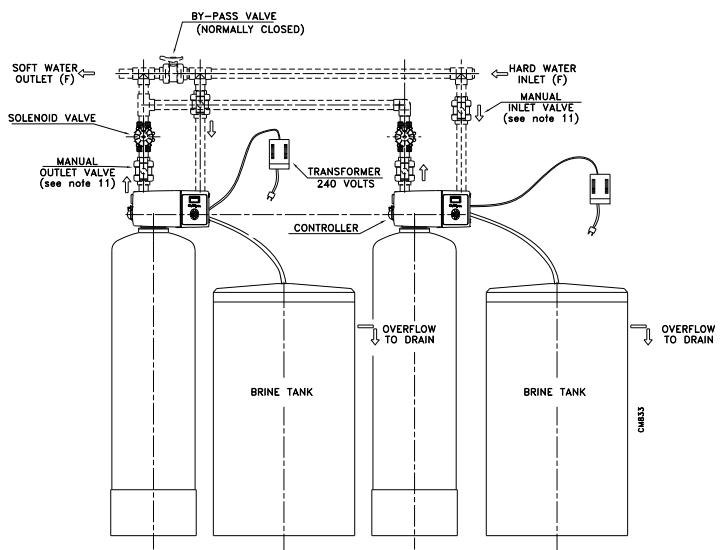 BY-PASS VALVE
(NORMALLY CLOSED)
SOFT WATER
OUTLET (F)
HARD WATER
INLET (F)
MANUAL
INLET VALVE
(see note 11)
SOLENOID VALVE
MANUAL
OUTLET VALVE
(see note 11)
TRANSFORMER
240 VOLTS
CONTROLLER
OVERFLOW
TO DRAIN
OVERFLOW
TO DRAIN
BRINE TANK
BRINE TANK
CM833